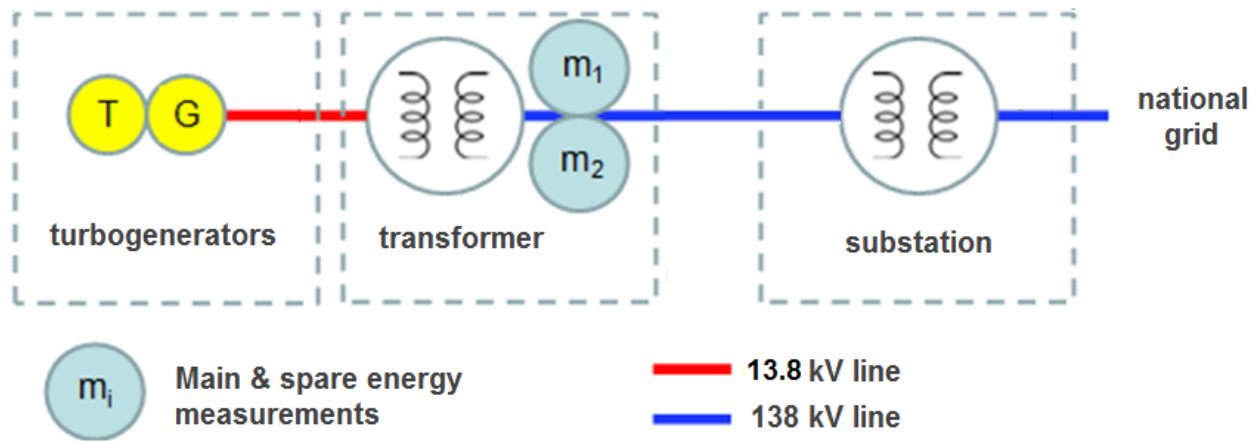 T G
m₁
m₂
national
grid
turbogenerators
transformer
substation
mᵢ
Main & spare energy
measurements
13.8 kV line
138 kV line